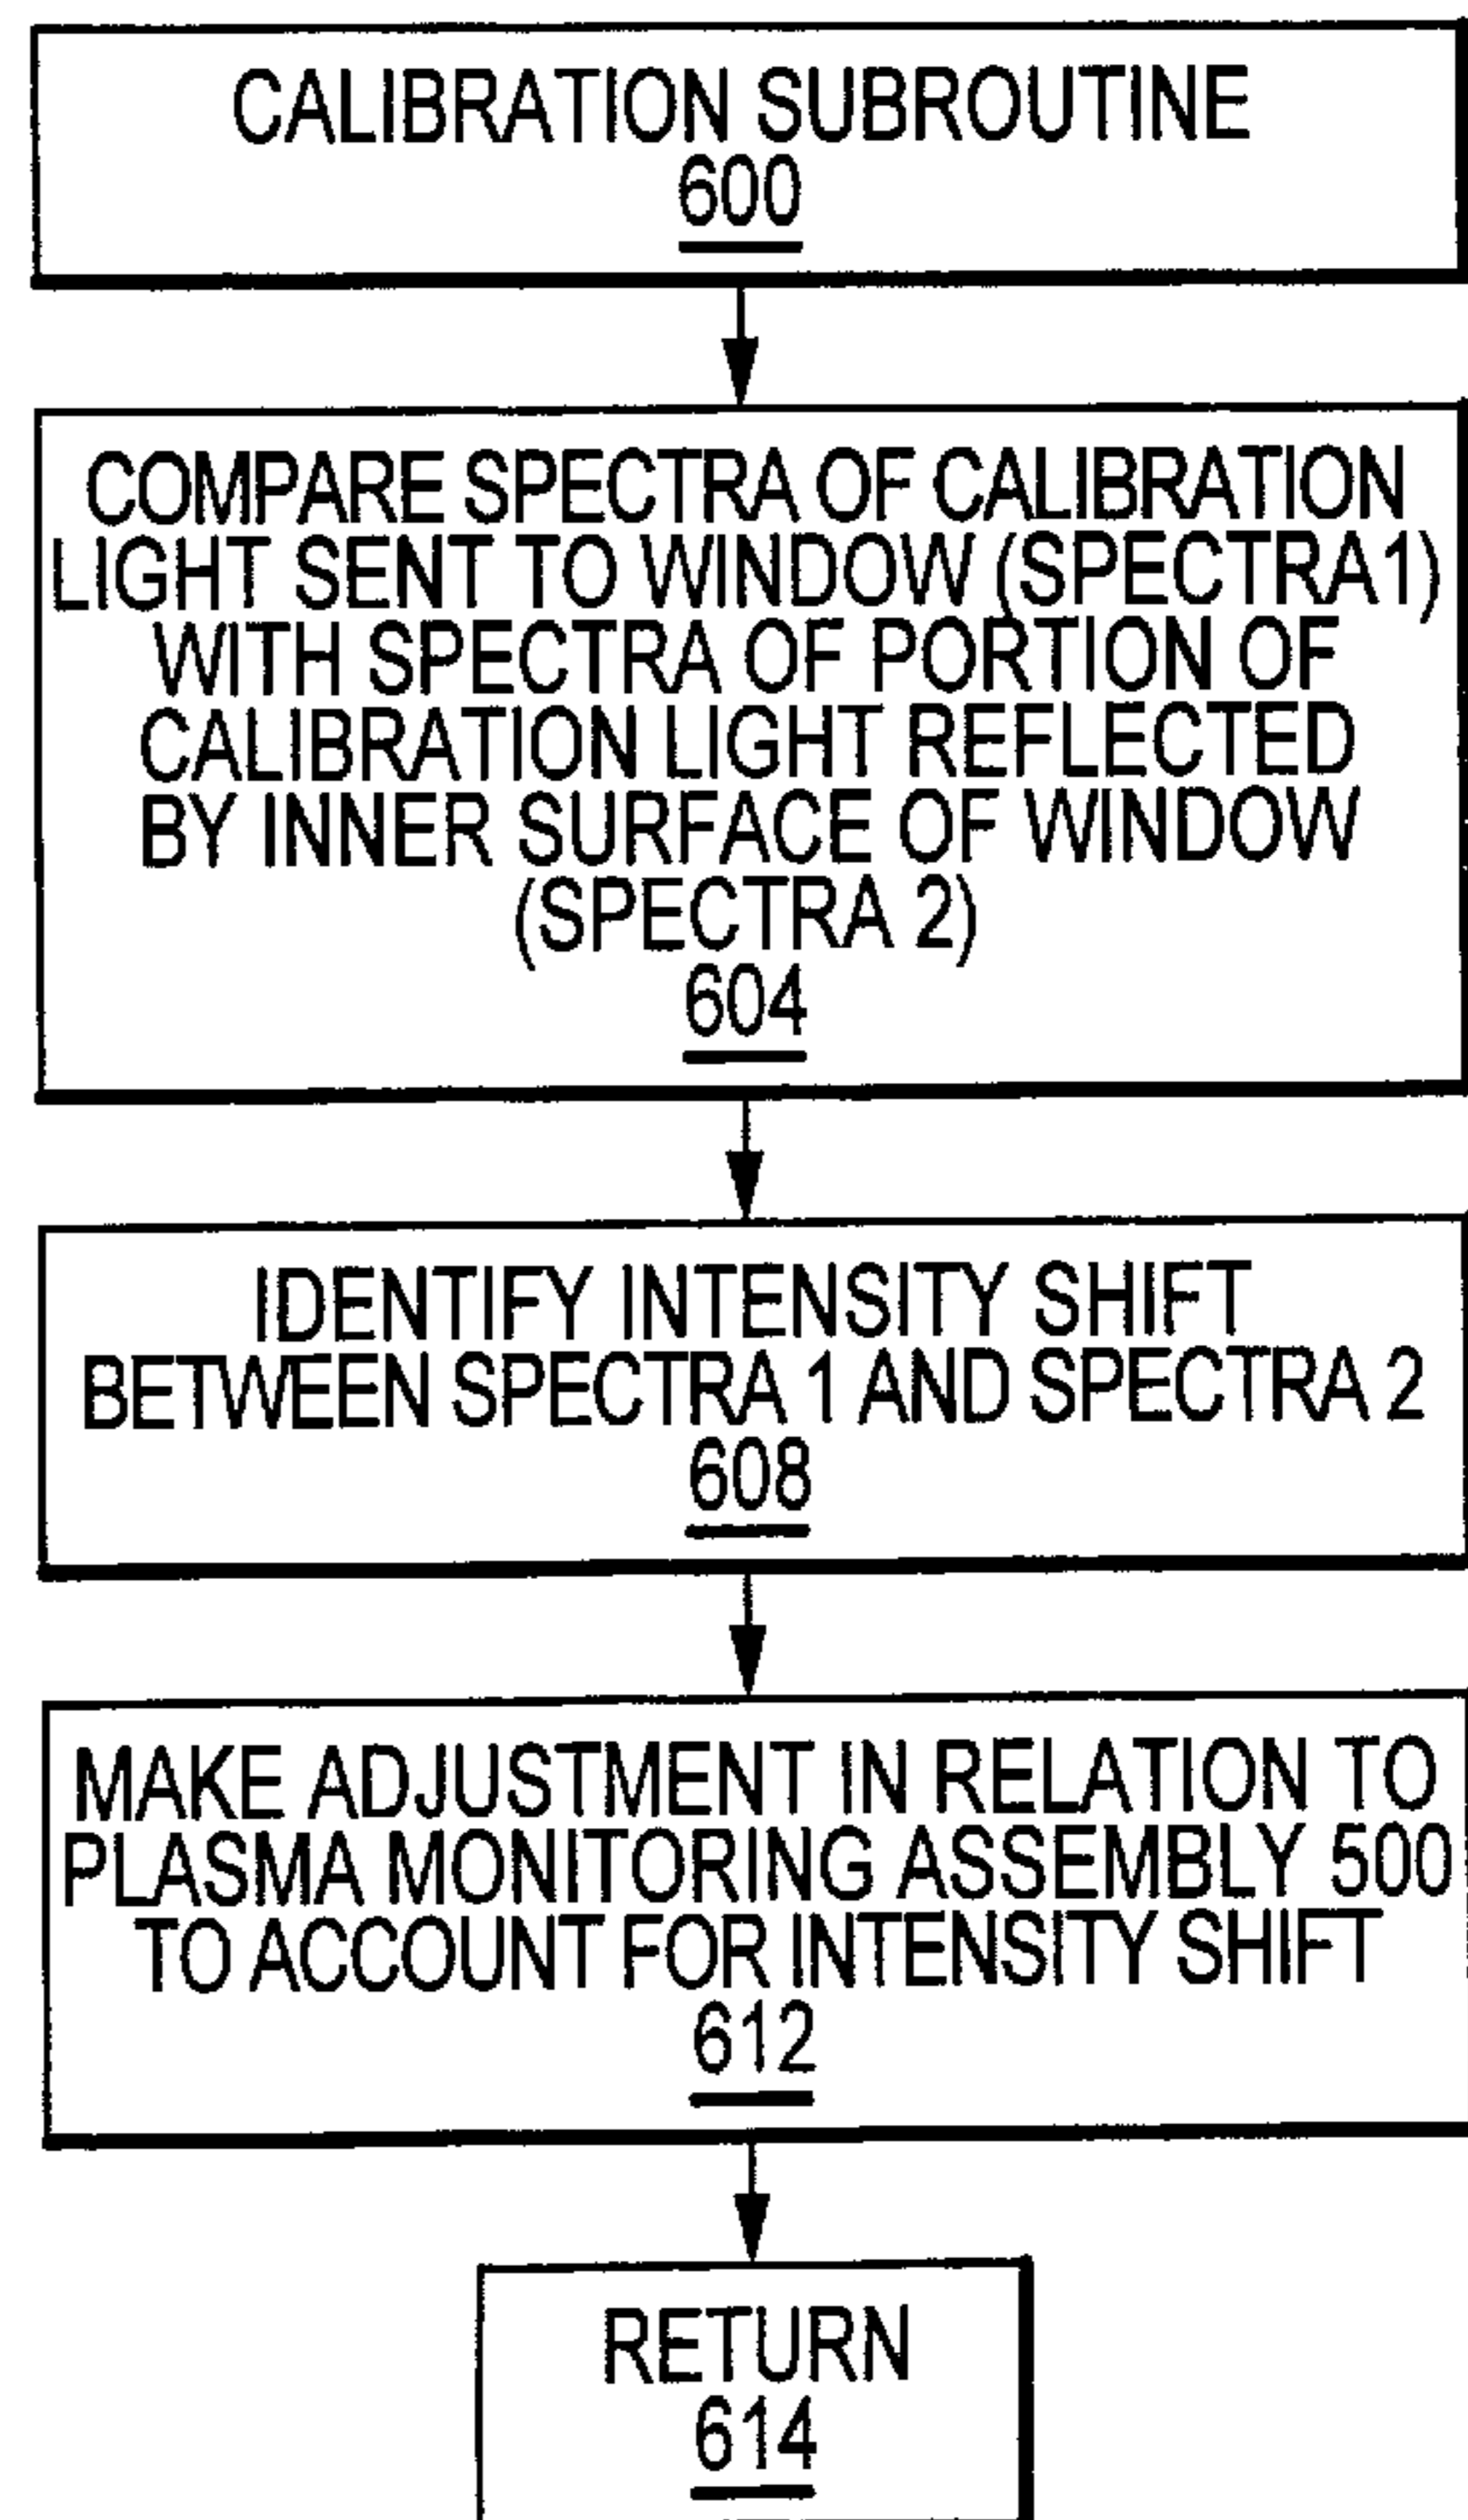 CALIBRATION SUBROUTINE
600
COMPARE SPECTRA OF CALIBRATION
LIGHT SENT TO WINDOW (SPECTRA1)
WITH SPECTRA OF PORTION OF
CALIBRATION LIGHT REFLECTED
BY INNER SURFACE OF WINDOW
(SPECTRA 2)
604
IDENTIFY INTENSITY SHIFT
BETWEEN SPECTRA 1 AND SPECTRA 2
608
MAKE ADJUSTMENT IN RELATION TO
PLASMA MONITORING ASSEMBLY 500
TO ACCOUNT FOR INTENSITY SHIFT
612
RETURN
614